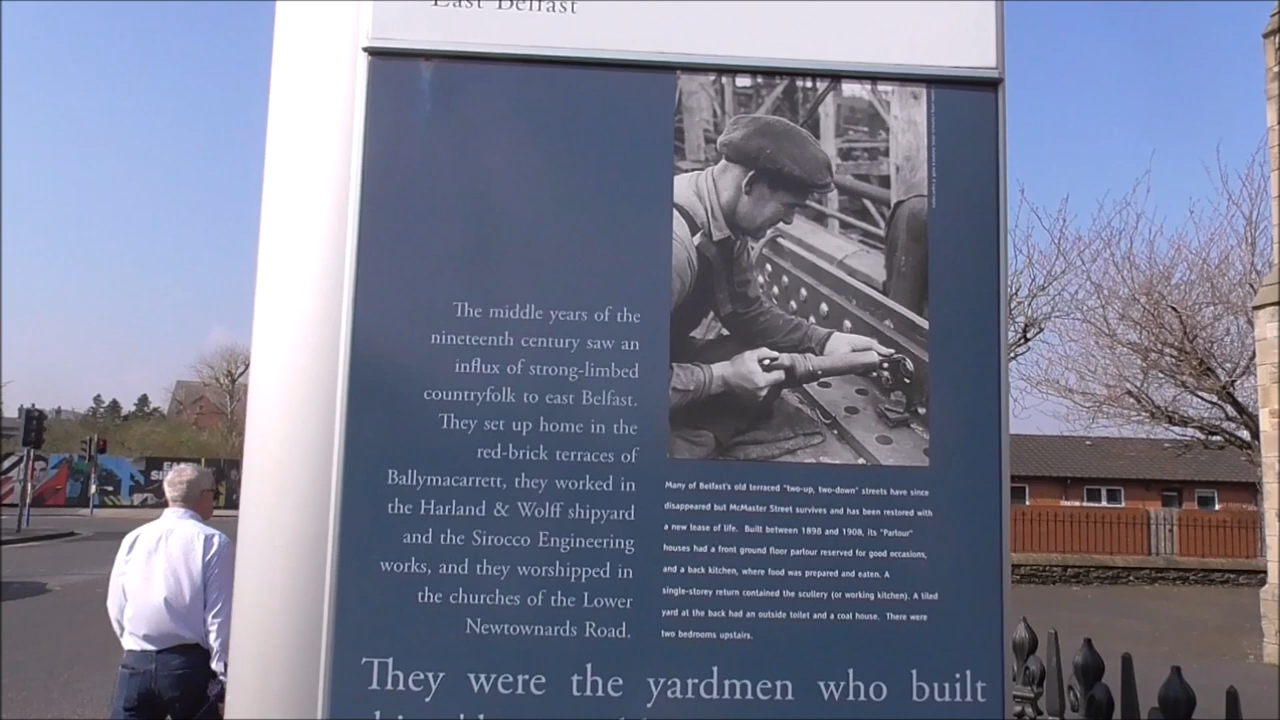 East Belfast
The middle years of the
nineteenth century saw an
influx of strong-limbed
countryfolk to east Belfast.
They set up home in the
red-brick terraces of
Ballymacarrett, they worked in
the Harland & Wolff shipyard
and the Sirocco Engineering
works, and they worshipped in
the churches of the Lower
Newtownards Road.
Many of Belfast's old terraced "two-up, two-down" streets have since
disappeared but McMaster Street survives and has been restored with
a new lease of life. Built between 1898 and 1908, its "Parlour"
houses had a front ground floor parlour reserved for good occasions,
and a back kitchen, where food was prepared and eaten. A
single-storey return contained the scullery (or working kitchen). A tiled
yard at the back had an outside toilet and a coal house. There were
two bedrooms upstairs.
They were the yardmen who built